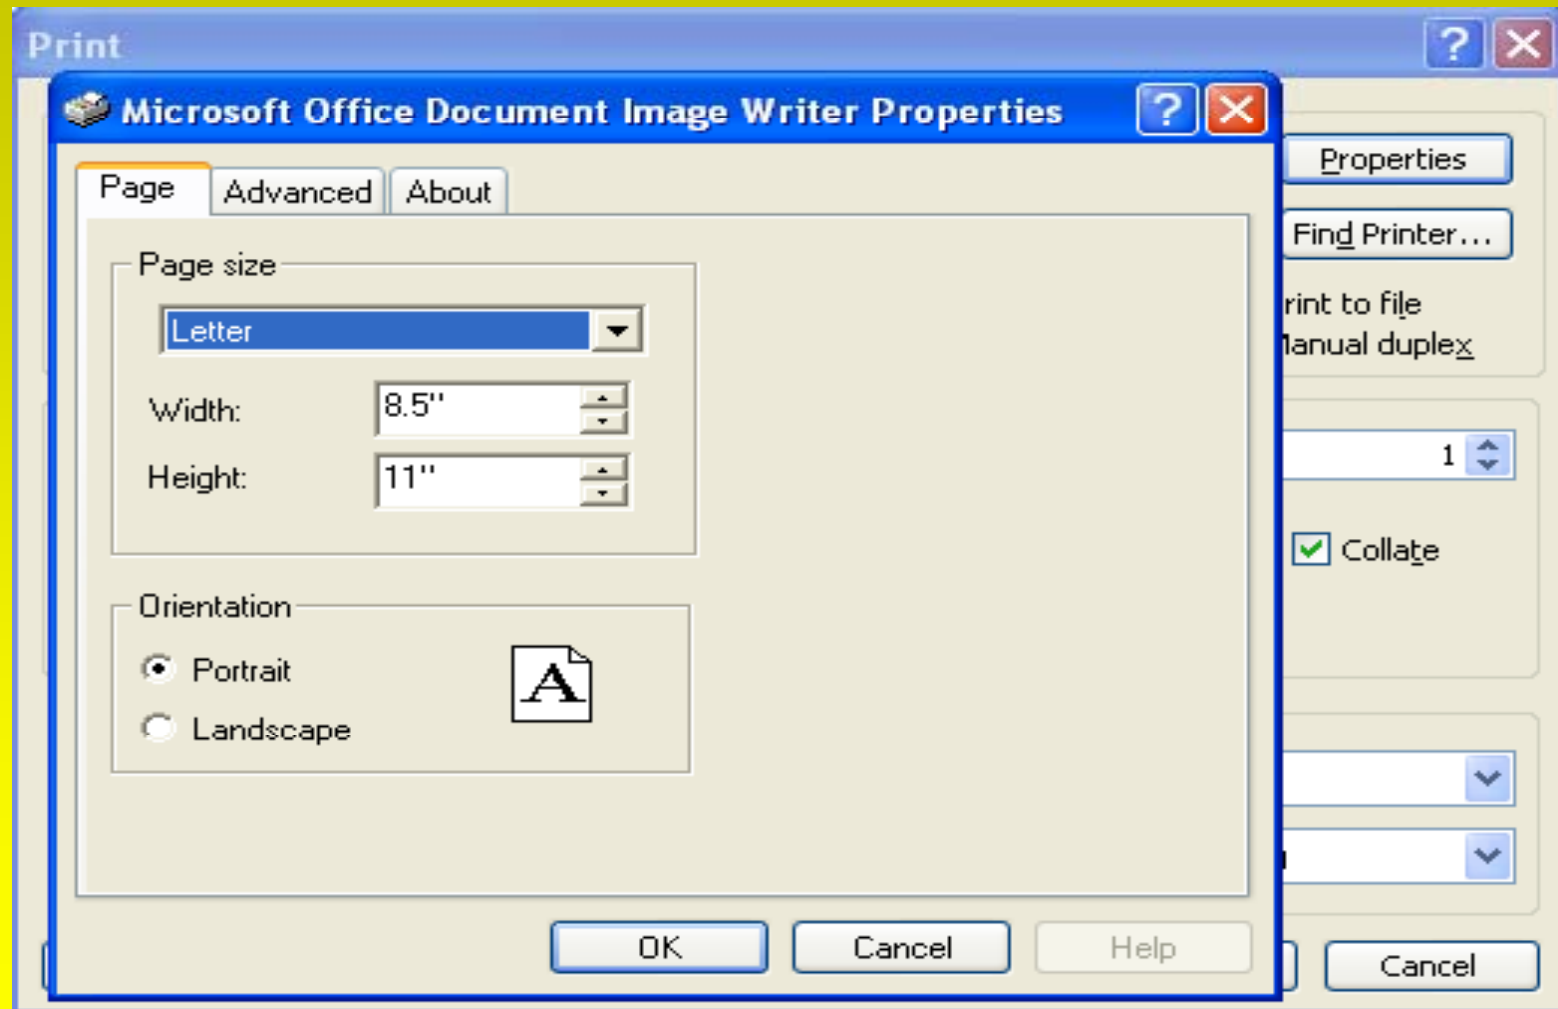 Print
Microsoft Office Document Image Writer Properties
Page
Advanced
About
Page size
Letter
Width:
8.5"
Height:
11"
Orientation
Portrait
A
Landscape
OK
Cancel
Help
Properties
Find Printer...
rint to file
anual duplex
1
Collate
Cancel